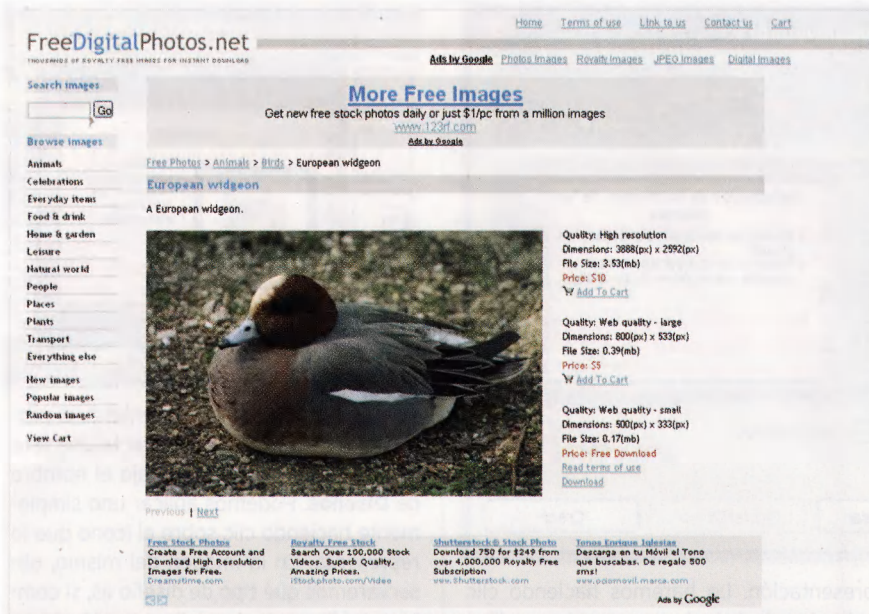 Home Terms of use Link to us Contact us Cart
FreeDigitalPhotos.net
THOUSANDS OF ROYALTY FREE IMAGES FOR INSTANT DOWNLOAD
Ads by Google Photos Images Royalty Images JPEG Images Digital Images
Search images
Go
More Free Images
Get new free stock photos daily or just $1/pc from a million images
www.123rf.com
Ads by Google
Browse images
Animals
Celebrations
Everyday items
Food & drink
Home & garden
Leisure
Natural world
People
Places
Plants
Transport
Everything else
New images
Popular images
Random images
View Cart
Free Photos > Animals > Birds > European widgeon
European widgeon
A European widgeon.
Quality: High resolution
Dimensions: 3888(px) x 2592(px)
File Size: 3.53(mb)
Price: $10
Add To Cart
Quality: Web quality - large
Dimensions: 800(px) x 533(px)
File Size: 0.39(mb)
Price: $5
Add To Cart
Quality: Web quality - small
Dimensions: 500(px) x 333(px)
File Size: 0.17(mb)
Price: Free Download
Read terms of use
Download
Previous | Next
Free Stock Photos
Create a Free Account and
Download High Resolution
Images for Free.
Dreamstime.com
Royalty Free Stock
Search Over 100,000 Stock
Videos. Superb Quality,
Amazing Prices.
iStockphoto.com/Video
Shutterstock® Stock Photo
Download 750 for $249 from
over 4,000,000 Royalty Free
Subscription
www.Shutterstock.com
Tonos Enrique Iglesias
Descarga en tu Móvil el Tono
que buscabas. De regalo 500
sms!
www.odomovil.marca.com
Ads by Google